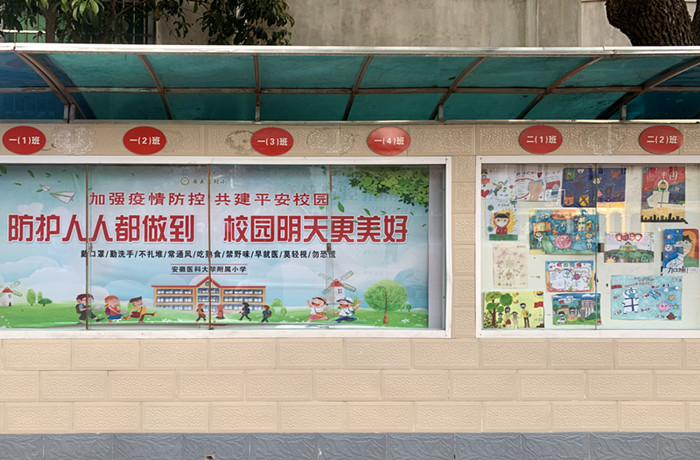 一(1)班
一(2)班
一(3)班
一(4)班
二(1)班
二(2)班
加强疫情防控 共建平安校园
防护人人都做到 校园明天更美好
戴口罩/勤洗手/不扎堆/常通风/吃熟食/禁野味/早就医/莫轻视/勿恐慌
安徽医科大学附属小学